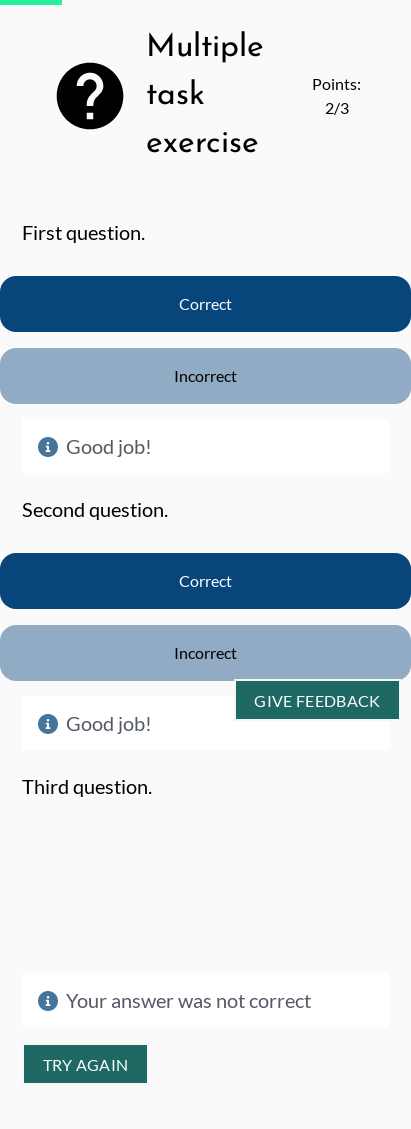 Multiple
task
exercise
Points:
2/3
First question.
Correct
Incorrect
Good job!
Second question.
Correct
Incorrect
GIVE FEEDBACK
Good job!
Third question.
Your answer was not correct
TRY AGAIN